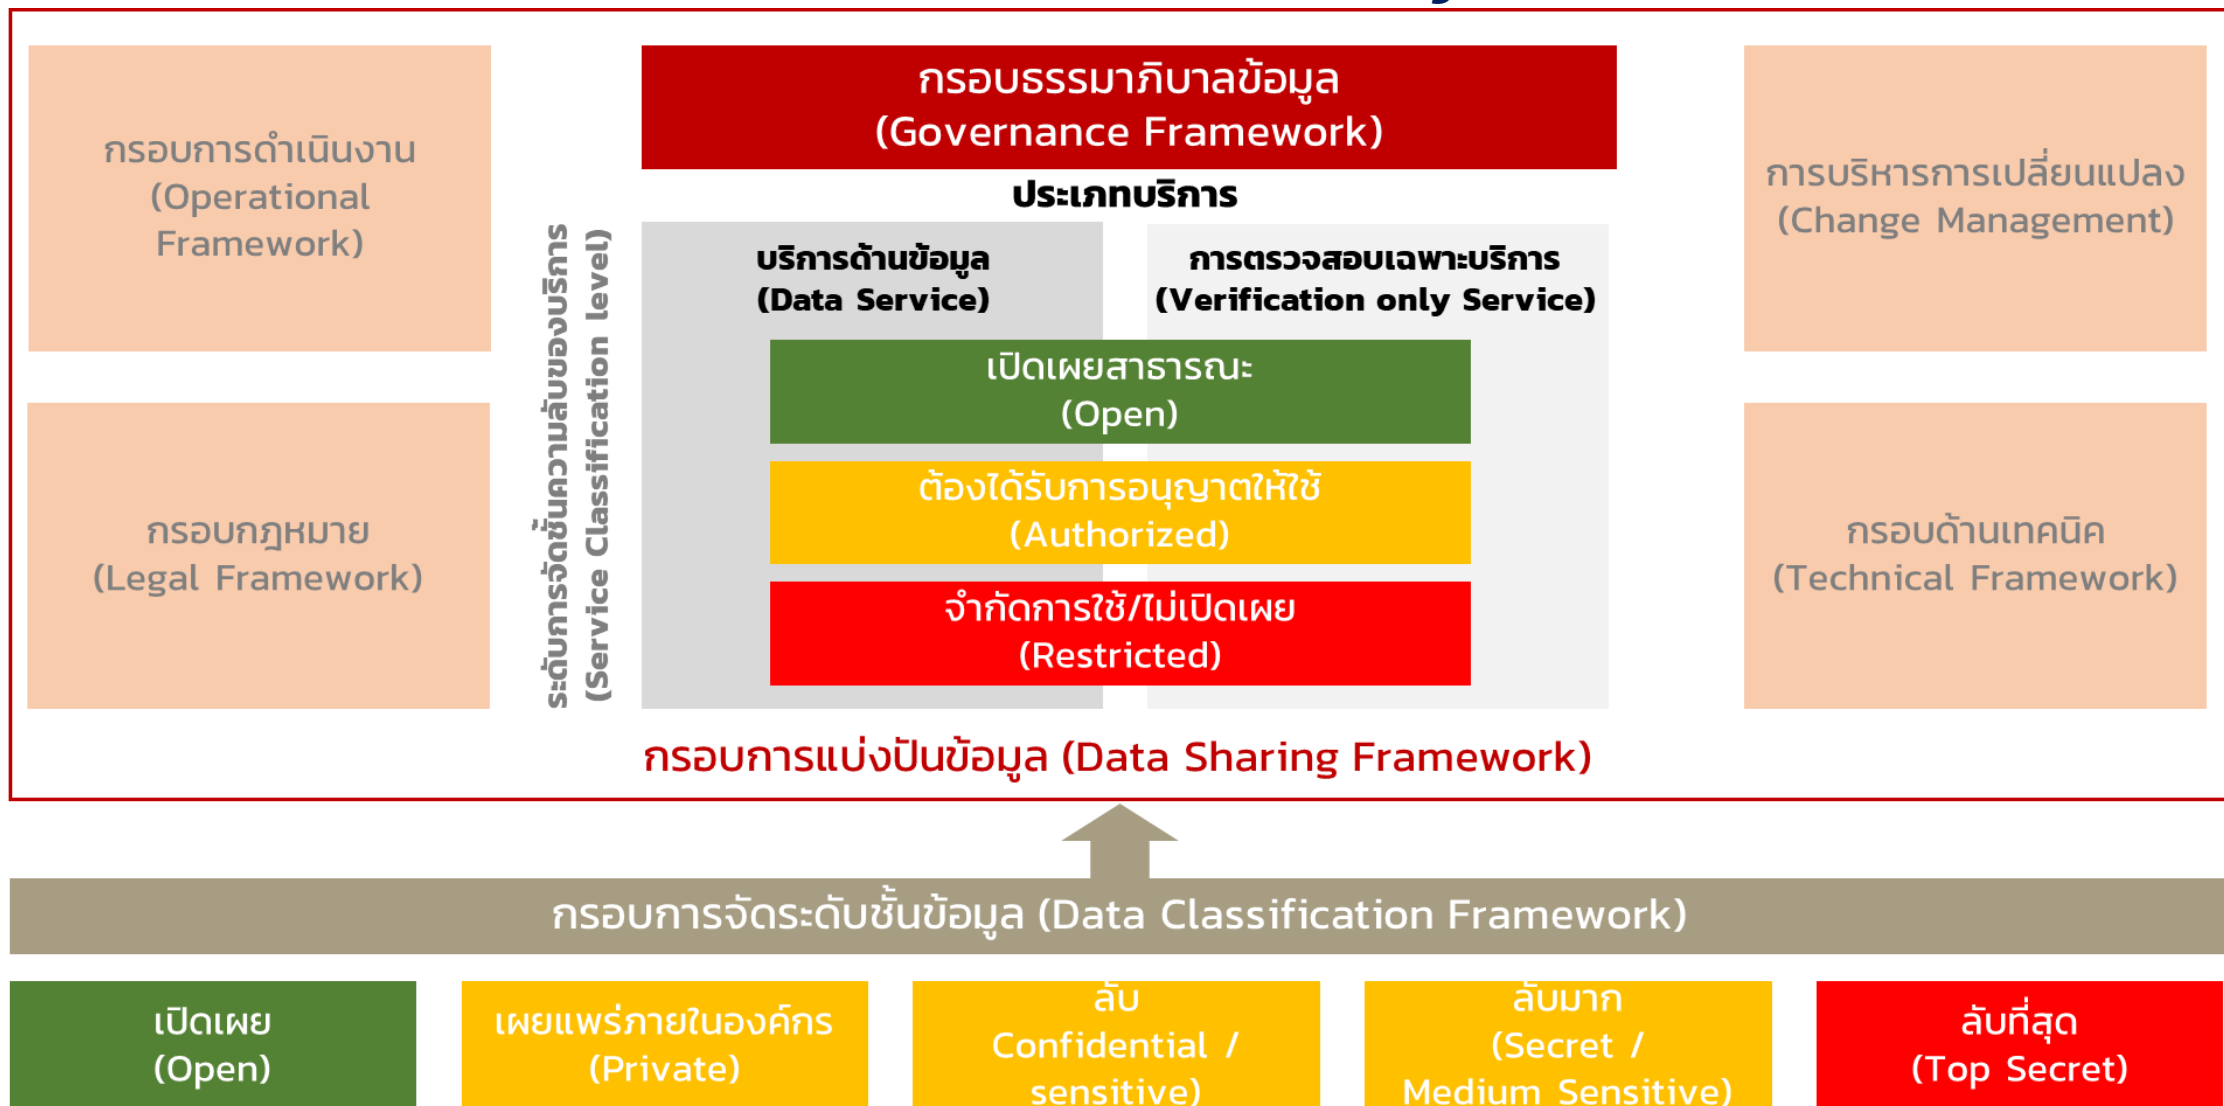 กรอบธรรมาภิบาลข้อมูล
(Governance Framework)
กรอบการดำเนินงาน
(Operational
Framework)
กรอบกฎหมาย
(Legal Framework)
ระดับการจัดชั้นความลับของบริการ
(Service Classification level)
ประเภทบริการ
บริการด้านข้อมูล
(Data Service)
การตรวจสอบเฉพาะบริการ
(Verification only Service)
เปิดเผยสาธารณะ
(Open)
ต้องได้รับการอนุญาตให้ใช้
(Authorized)
จำกัดการใช้/ไม่เปิดเผย
(Restricted)
การบริหารการเปลี่ยนแปลง
(Change Management)
กรอบด้านเทคนิค
(Technical Framework)
กรอบการแบ่งปันข้อมูล (Data Sharing Framework)
กรอบการจัดระดับชั้นข้อมูล (Data Classification Framework)
เปิดเผย
(Open)
เผยแพร่ภายในองค์กร
(Private)
ลับ
Confidential /
sensitive)
ลับมาก
(Secret /
Medium Sensitive)
ลับที่สุด
(Top Secret)